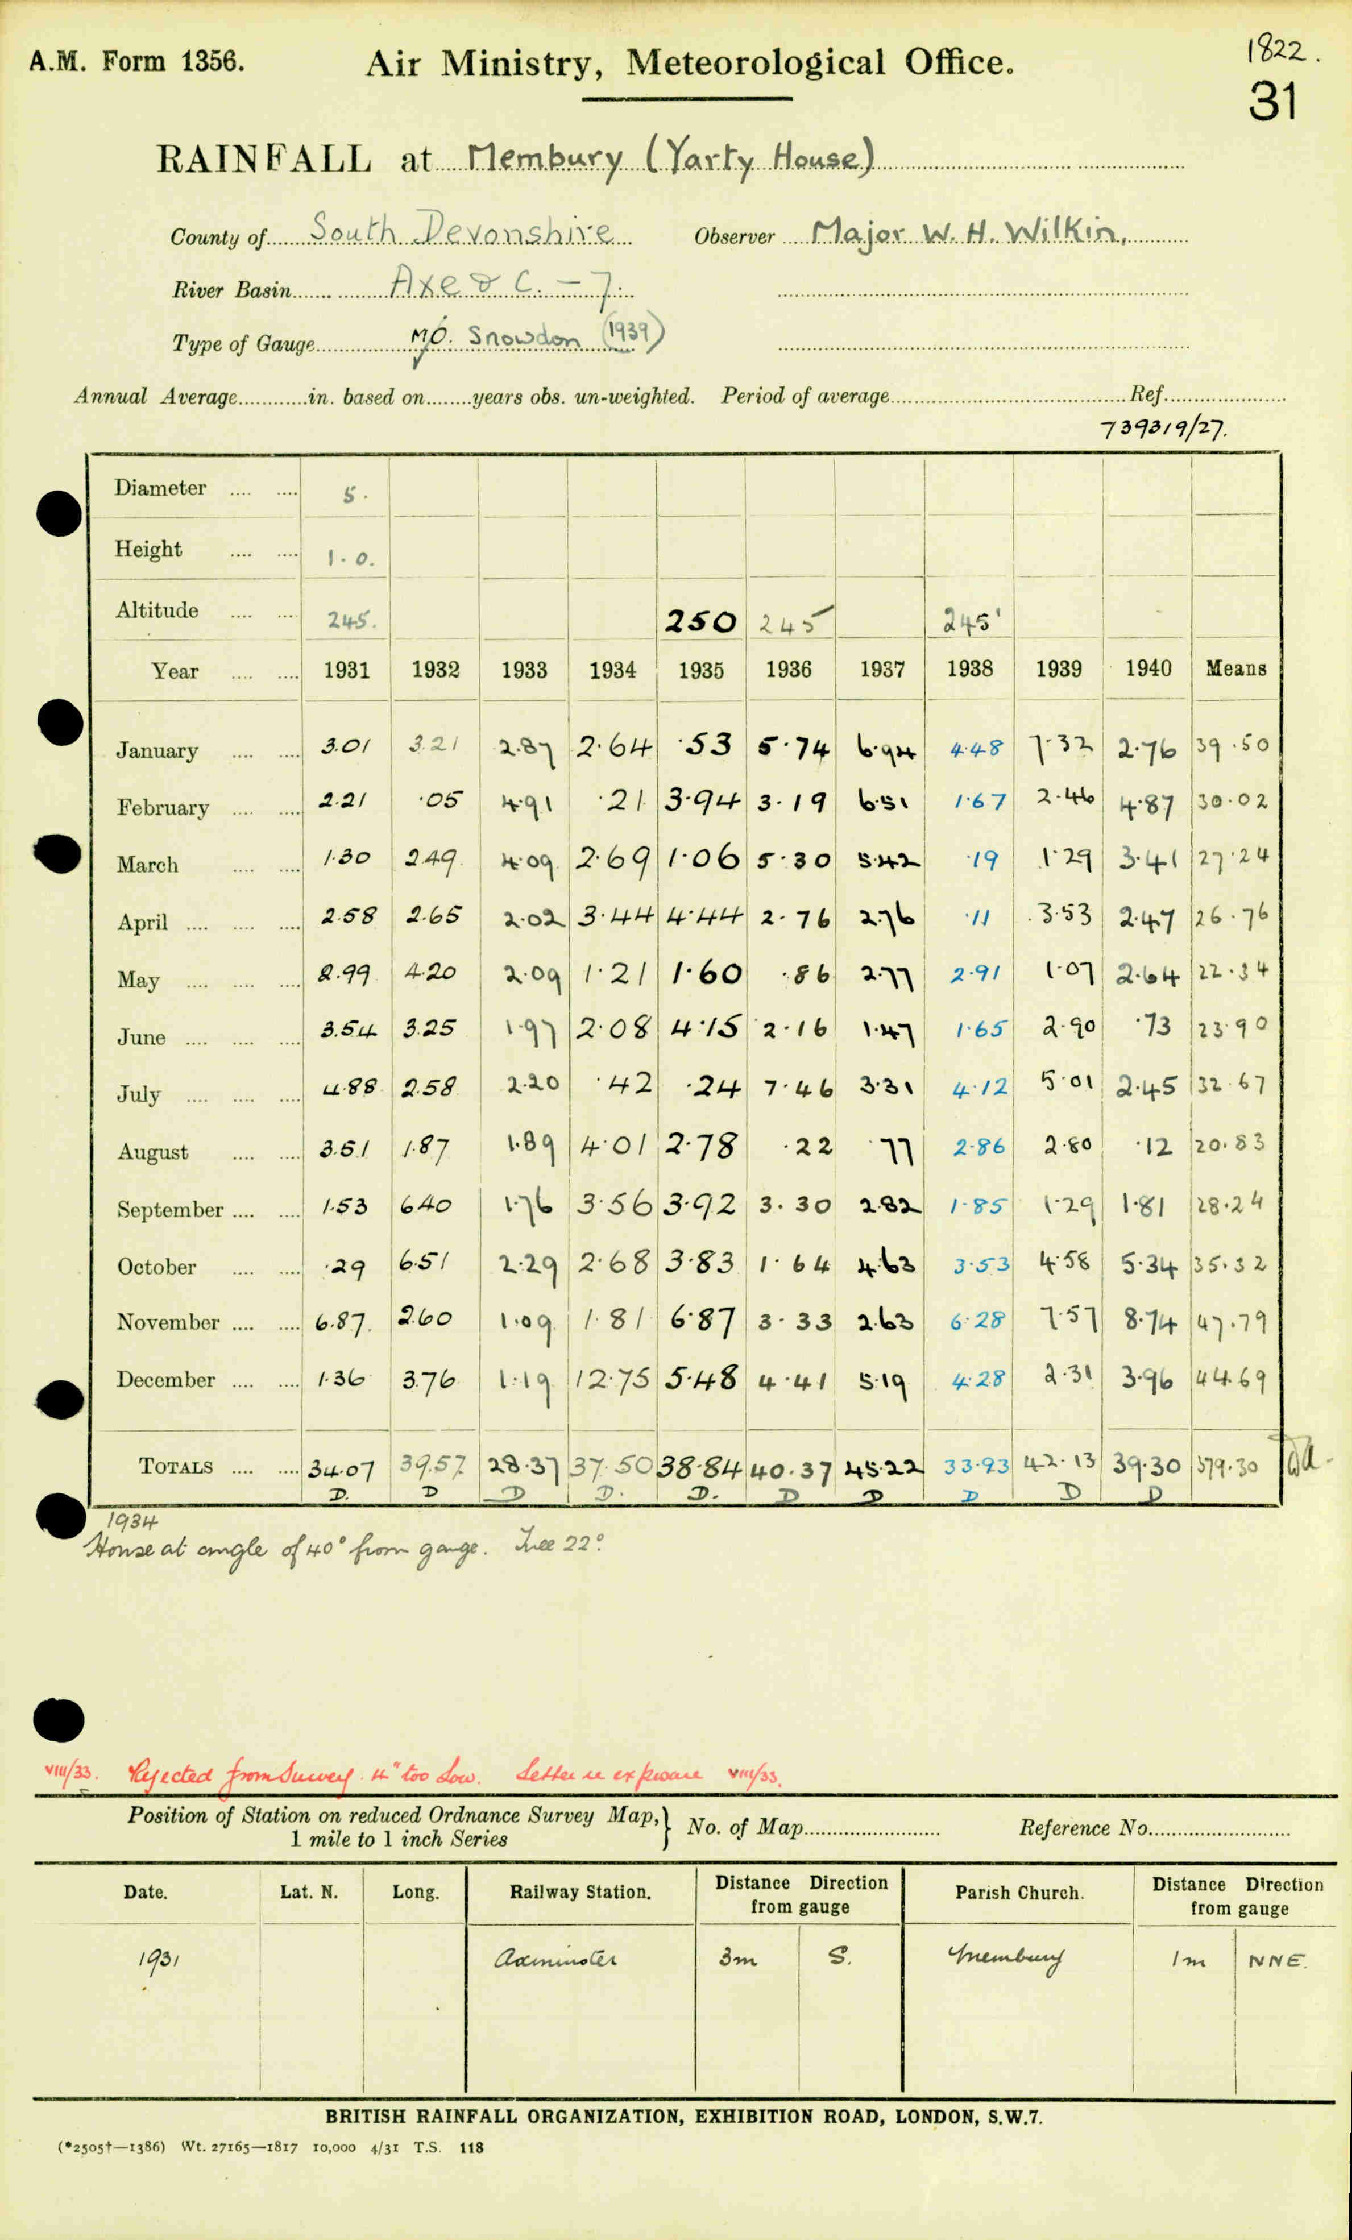 A.M. Form 1356.
Air Ministry, Meteorological Office.
1822.
31
RAINFALL at Membury (Yarty House)
County of South Devonshire Observer Major W. H. Wilkin.
River Basin Axe & C. - 7.
Type of Gauge MO. Snowdon (1939)
Annual Average in. based on years obs. un-weighted. Period of average Ref.
739319/27.
Diameter 5.
Height 1.0.
Altitude 245. 250 245 245'
Year 1931 1932 1933 1934 1935 1936 1937 1938 1939 1940 Means
January 3.01 3.21 2.87 2.64 .53 5.74 6.94 4.48 7.32 2.76 39.50
February 2.21 .05 4.91 .21 3.94 3.19 6.51 1.67 2.46 4.87 30.02
March 1.30 2.49 4.09 2.69 1.06 5.30 5.42 .19 1.29 3.41 27.24
April 2.58 2.65 2.02 3.44 4.44 2.76 2.76 .11 3.53 2.47 26.76
May 2.99 4.20 2.09 1.21 1.60 .86 2.77 2.91 1.07 2.64 22.34
June 3.54 3.25 1.97 2.08 4.15 2.16 1.47 1.65 2.90 .73 23.90
July 4.88 2.58 2.20 .42 .24 7.46 3.31 4.12 5.01 2.45 32.67
August 3.51 1.87 1.89 4.01 2.78 .22 .77 2.86 2.80 .12 20.83
September 1.53 6.40 1.76 3.56 3.92 3.30 2.82 1.85 1.29 1.81 28.24
October .29 6.51 2.29 2.68 3.83 1.64 4.63 3.53 4.58 5.34 35.32
November 6.87 2.60 1.09 1.81 6.87 3.33 2.63 6.28 7.57 8.74 47.79
December 1.36 3.76 1.19 12.75 5.48 4.41 5.19 4.28 2.31 3.96 44.69
TOTALS 34.07 39.57 28.37 37.50 38.84 40.37 45.22 33.93 42.13 39.30 379.30
D. D D D. D. D D D D D
1934
House at angle of 40° from gauge. Tree 22°.
VIII/33. Rejected from Survey. 4" too low. Letter re exposure VIII/33.
Position of Station on reduced Ordnance Survey Map, } No. of Map Reference No.
1 mile to 1 inch Series
Date. Lat. N. Long. Railway Station. Distance Direction from gauge Parish Church. Distance Direction from gauge
1931 Axminster 3m S. Membury 1m NNE.
BRITISH RAINFALL ORGANIZATION, EXHIBITION ROAD, LONDON, S.W.7.
(*2505†—1386) Wt. 27165—1817 10,000 4/31 T.S. 118